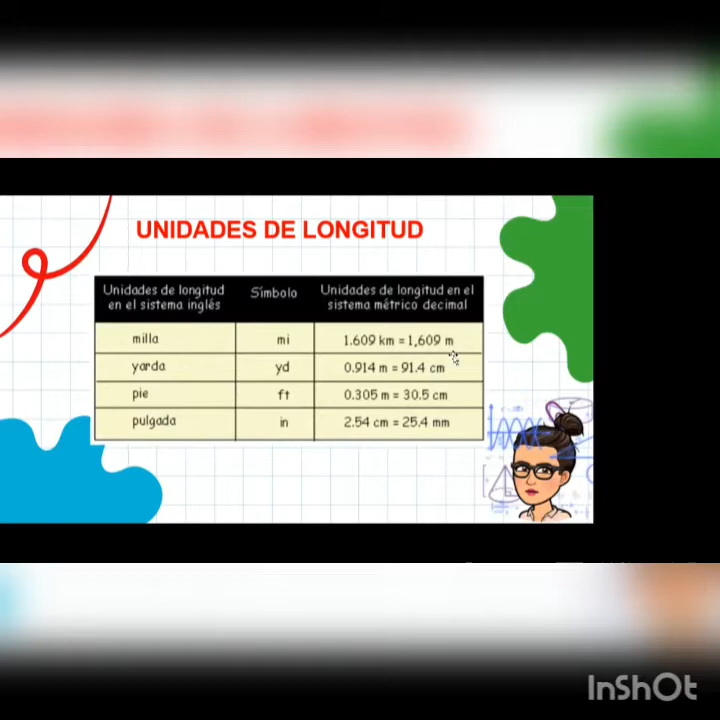 UNIDADES DE LONGITUD
Unidades de longitud
en el sistema inglés
Símbolo
Unidades de longitud en el
sistema métrico decimal
milla mi 1.609 km = 1,609 m
yarda yd 0.914 m = 91.4 cm
pie ft 0.305 m = 30.5 cm
pulgada in 2.54 cm = 25.4 mm
InShOt